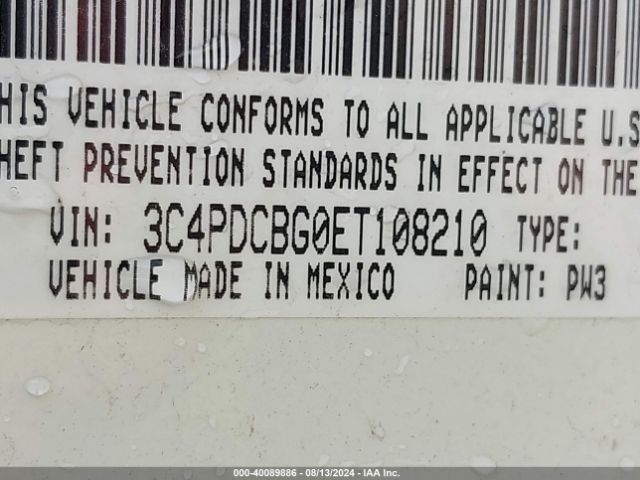 HIS VEHICLE CONFORMS TO ALL APPLICABLE U.S
HEFT PREVENTION STANDARDS IN EFFECT ON THE
VIN: 3C4PDCBG0ET108210 TYPE:
VEHICLE MADE IN MEXICO PAINT: PW3
000-40089886 - 08/13/2024 - IAA Inc.